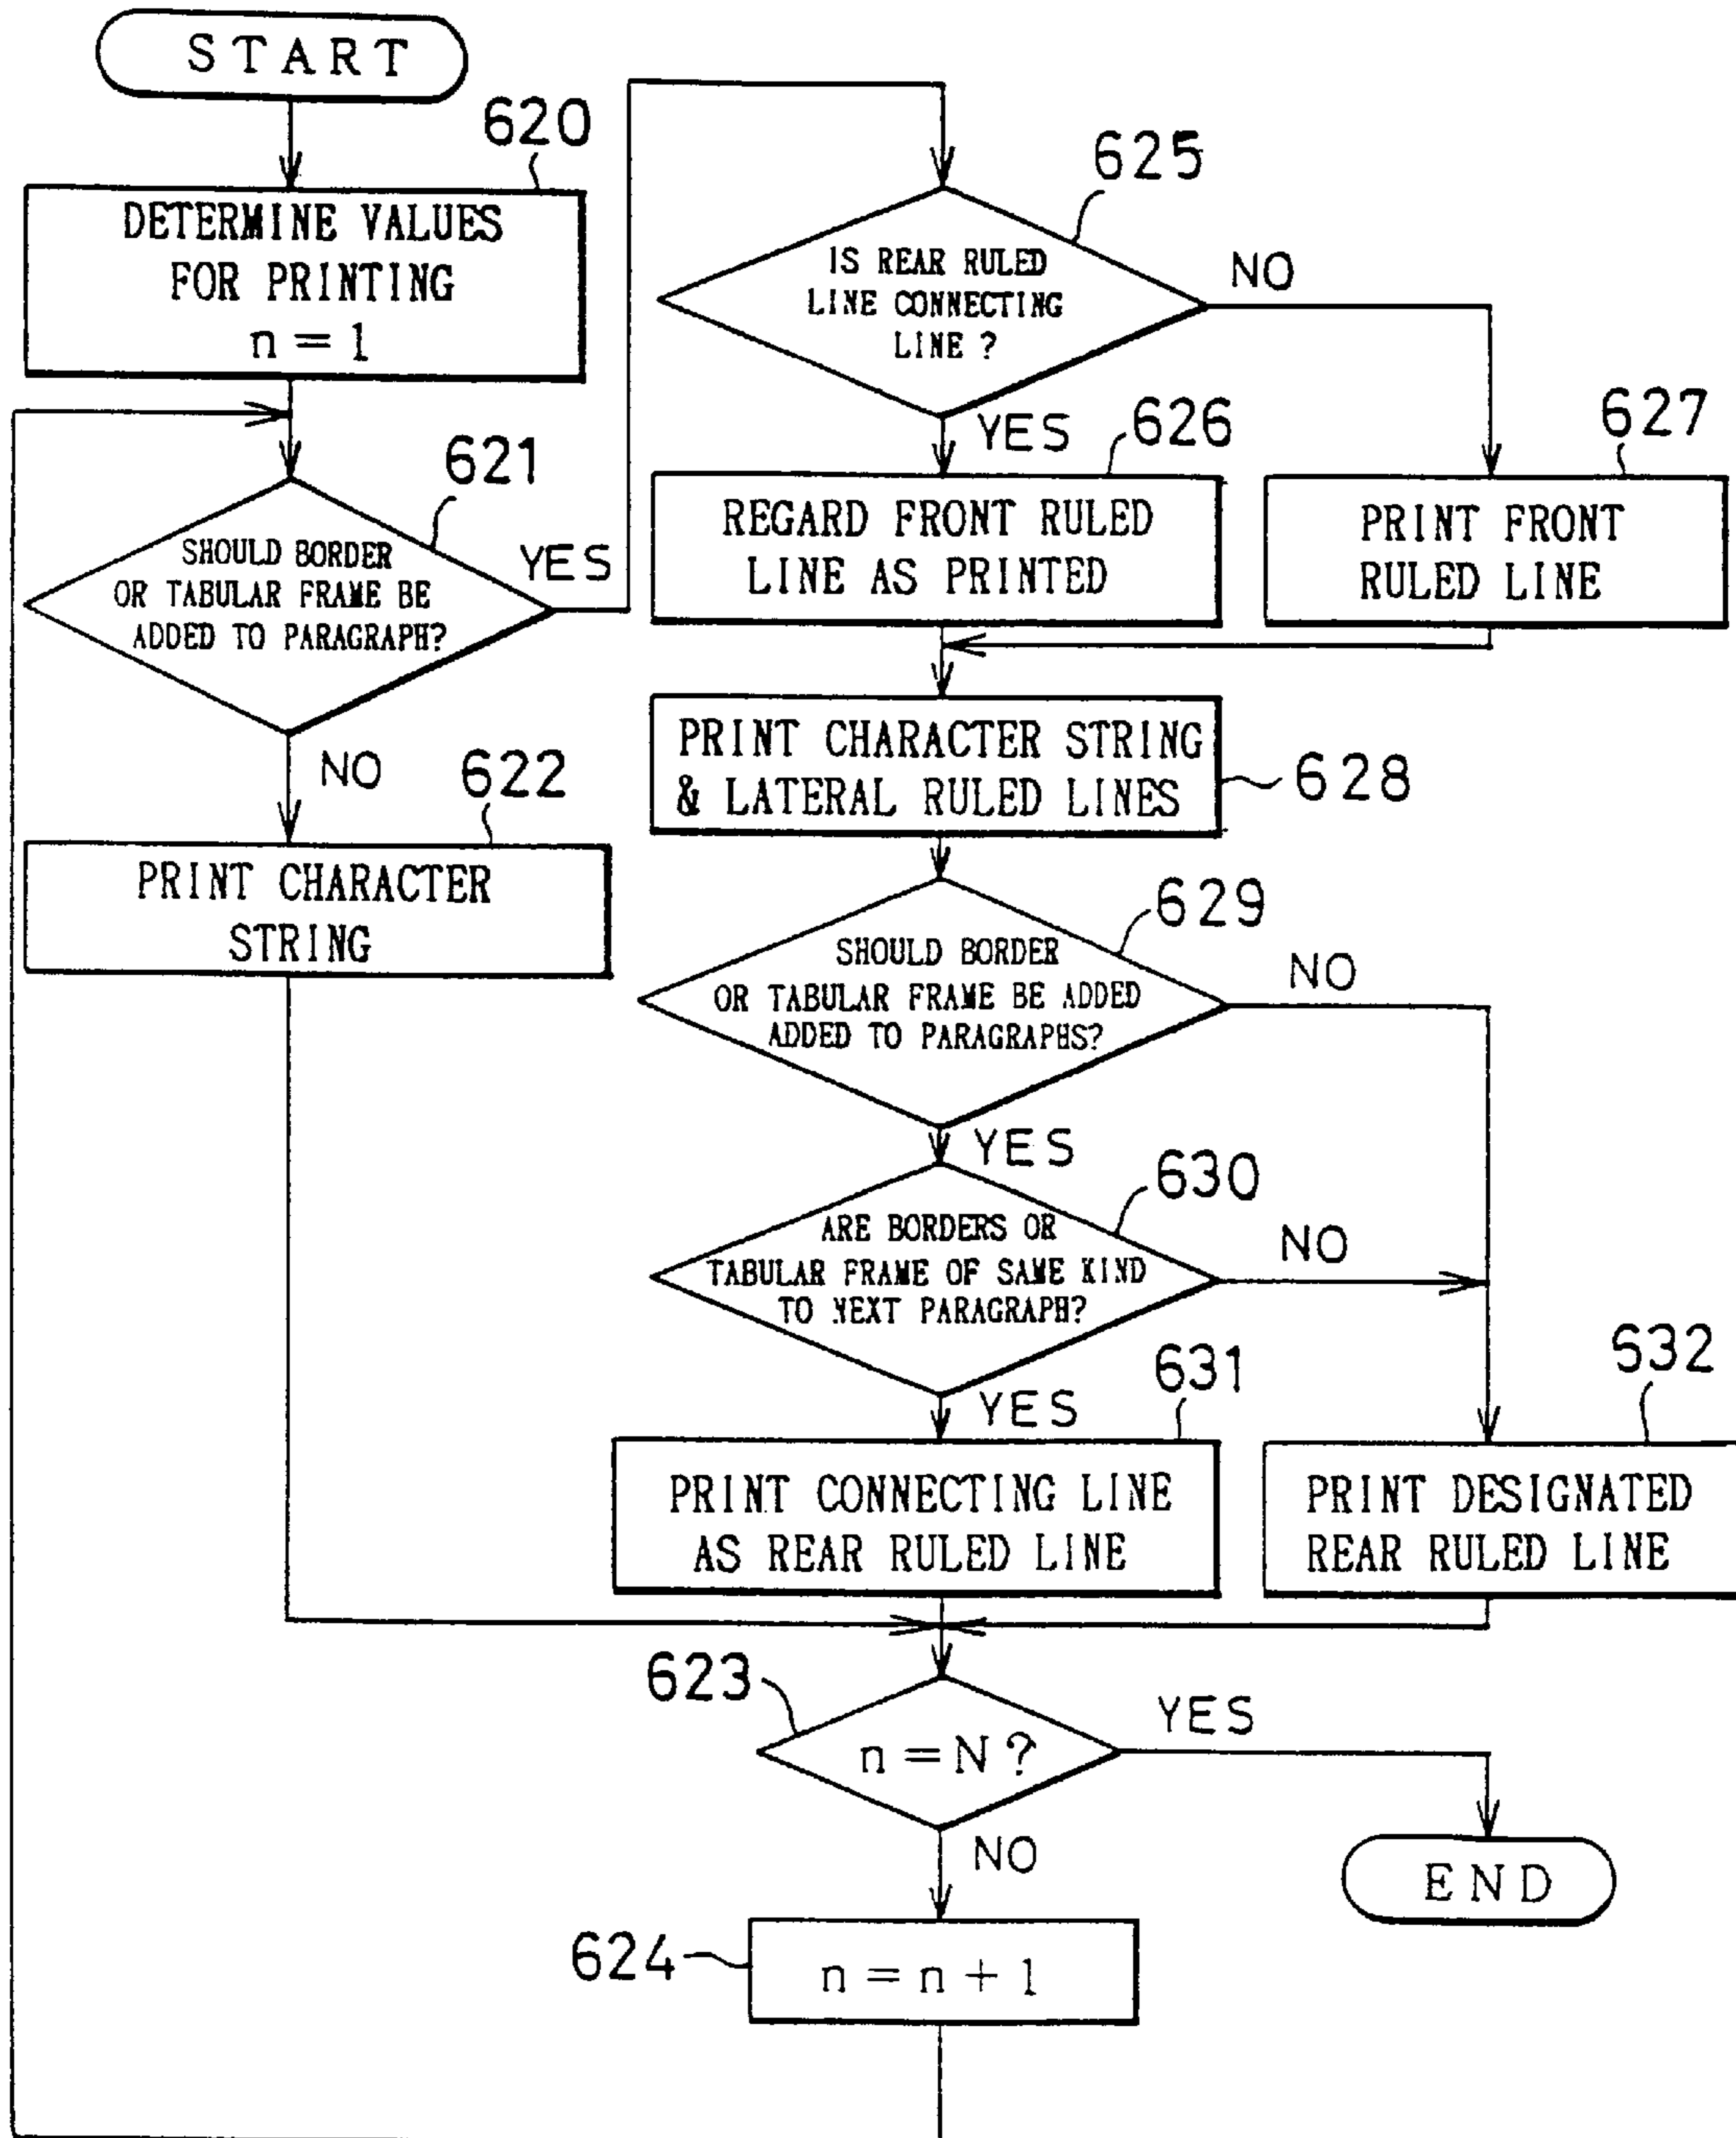 START
620
DETERMINE VALUES
FOR PRINTING
n = 1
621
SHOULD BORDER
OR TABULAR FRAME BE
ADDED TO PARAGRAPH?
YES
NO
622
PRINT CHARACTER
STRING
625
IS REAR RULED
LINE CONNECTING
LINE ?
NO
YES
626
REGARD FRONT RULED
LINE AS PRINTED
627
PRINT FRONT
RULED LINE
PRINT CHARACTER STRING
& LATERAL RULED LINES
628
629
SHOULD BORDER
OR TABULAR FRAME BE ADDED
ADDED TO PARAGRAPHS?
NO
YES
630
ARE BORDERS OR
TABULAR FRAME OF SAME KIND
TO NEXT PARAGRAPH?
NO
YES
631
PRINT CONNECTING LINE
AS REAR RULED LINE
632
PRINT DESIGNATED
REAR RULED LINE
623
n = N ?
YES
NO
END
624
n = n + 1